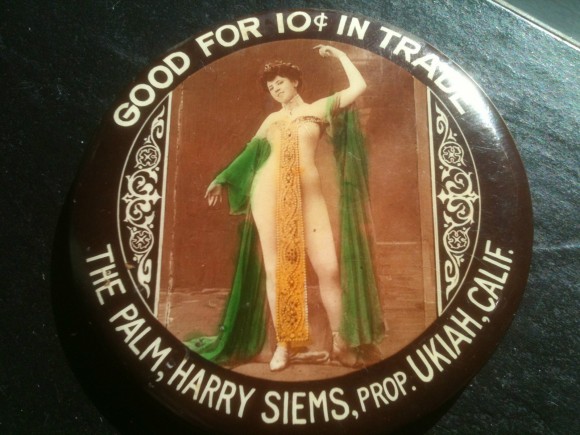 GOOD FOR 10¢ IN TRADE
THE PALM, HARRY SIEMS, PROP. UKIAH, CALIF.